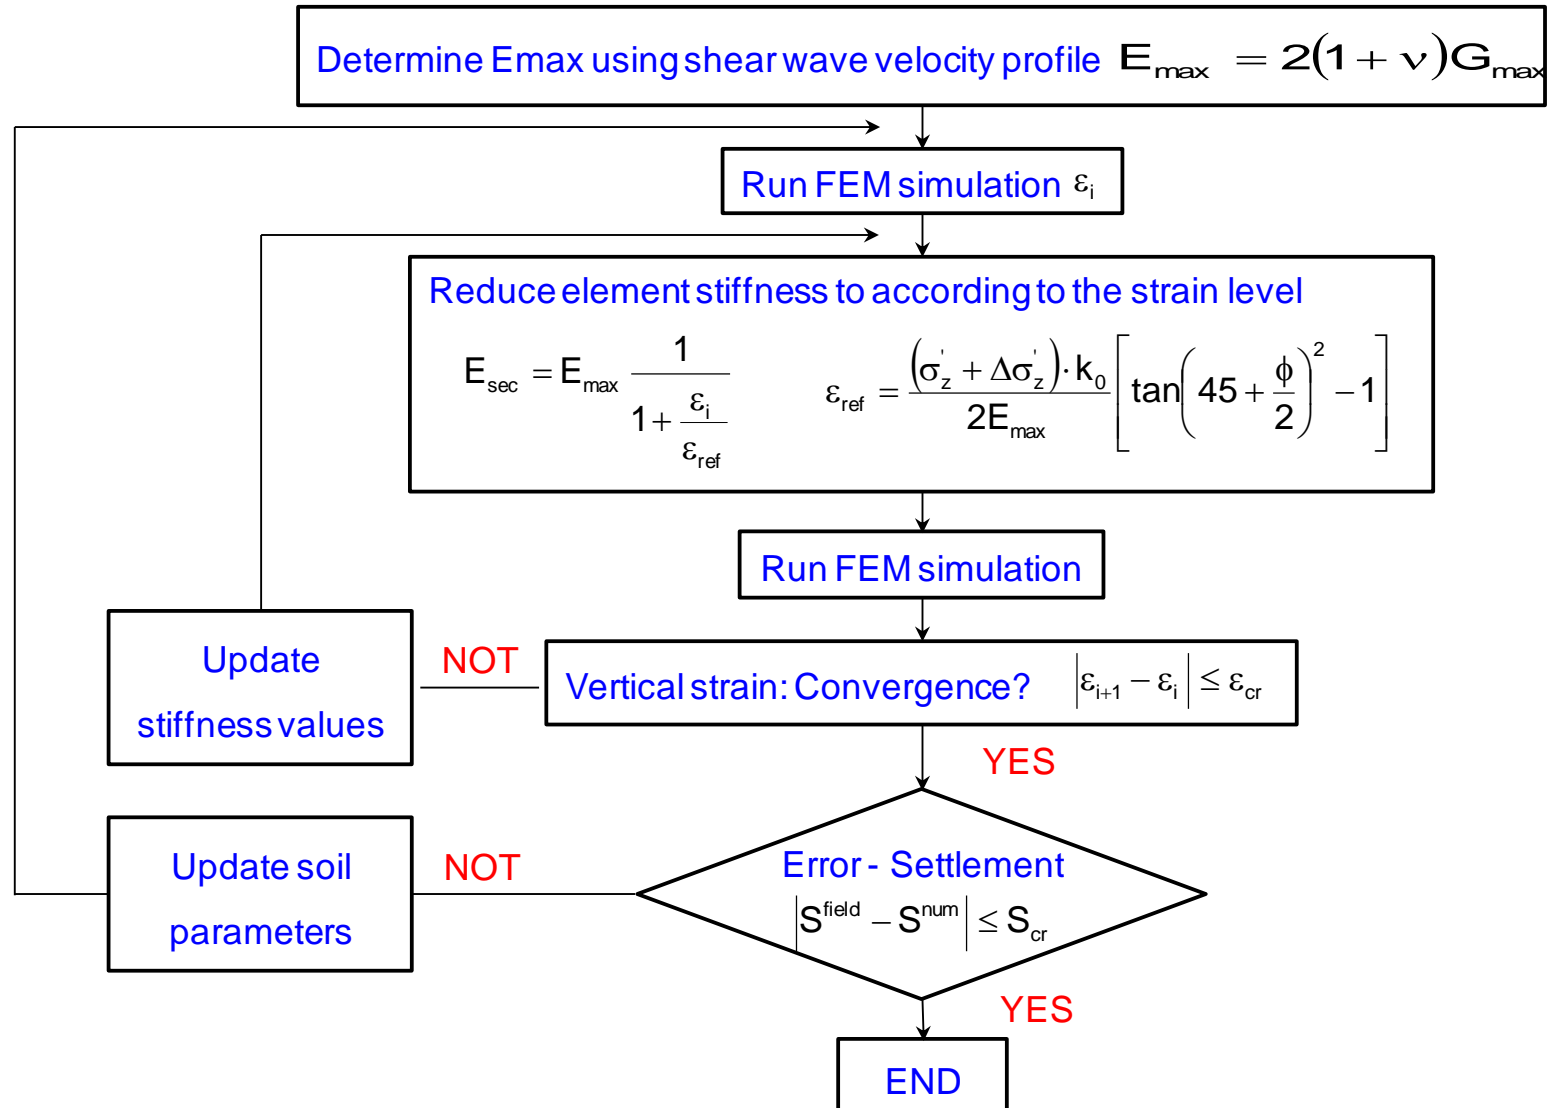 Determine Emax using shear wave velocity profile E_max = 2(1 + ν)G_max
Run FEM simulation ε_i
Reduce element stiffness to according to the strain level
E_sec = E_max 1 / (1 + ε_i / ε_ref)
ε_ref = (σ'_z + Δσ'_z) · k_0 / 2E_max [tan(45 + ϕ/2)^2 − 1]
Run FEM simulation
Update
stiffness values
NOT
Vertical strain: Convergence? |ε_i+1 − ε_i| ≤ ε_cr
YES
Update soil
parameters
NOT
Error - Settlement
|S^field − S^num| ≤ S_cr
YES
END